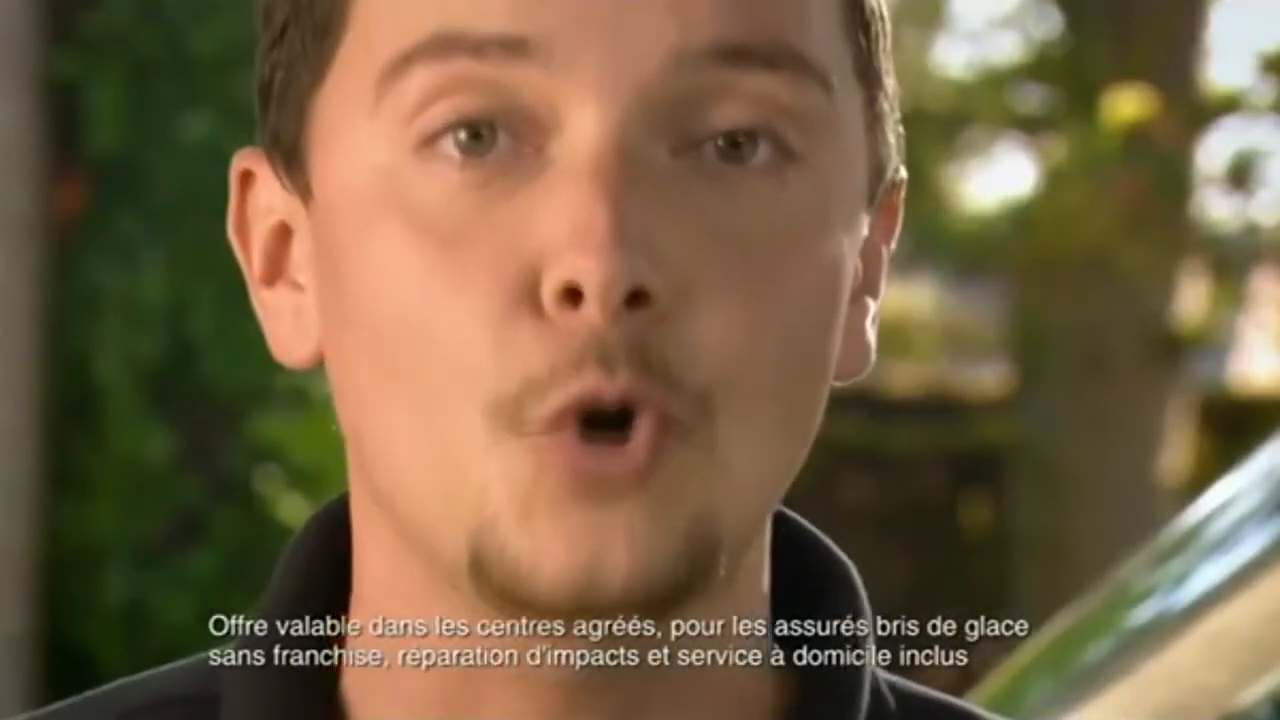 Offre valable dans les centres agréés, pour les assurés bris de glace
sans franchise, réparation d'impacts et service à domicile inclus